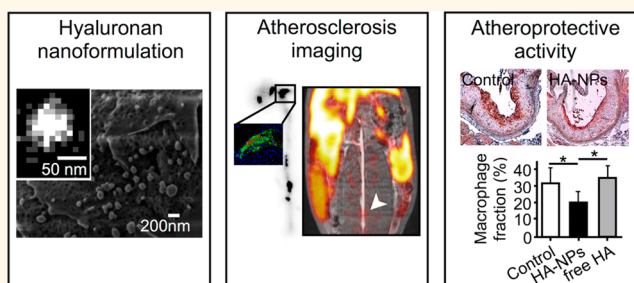 Hyaluronan
nanoformulation
50 nm
200nm
Atherosclerosis
imaging
Atheroprotective
activity
Control HA-NPs
Macrophage
fraction (%)
40
30
20
10
0
* *
Control
HA-NPs
free HA